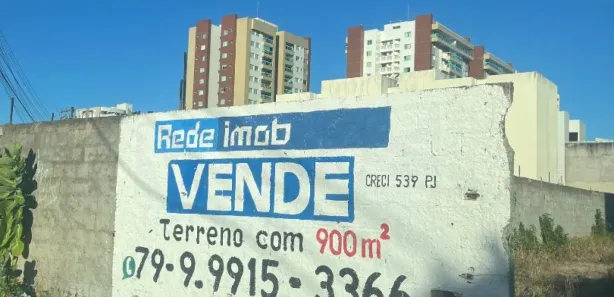 Rede imob
VENDE
CRECI 539 PJ
Terreno com 900m²
79-9.9915-3366